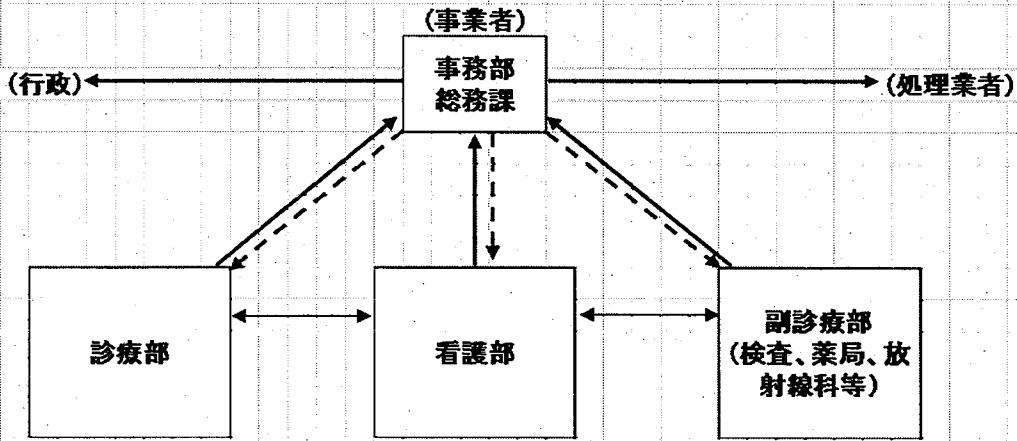 (事業者)
事務部
総務課
(行政)
(処理業者)
診療部
看護部
副診療部
(検査、薬局、放
射線科等)